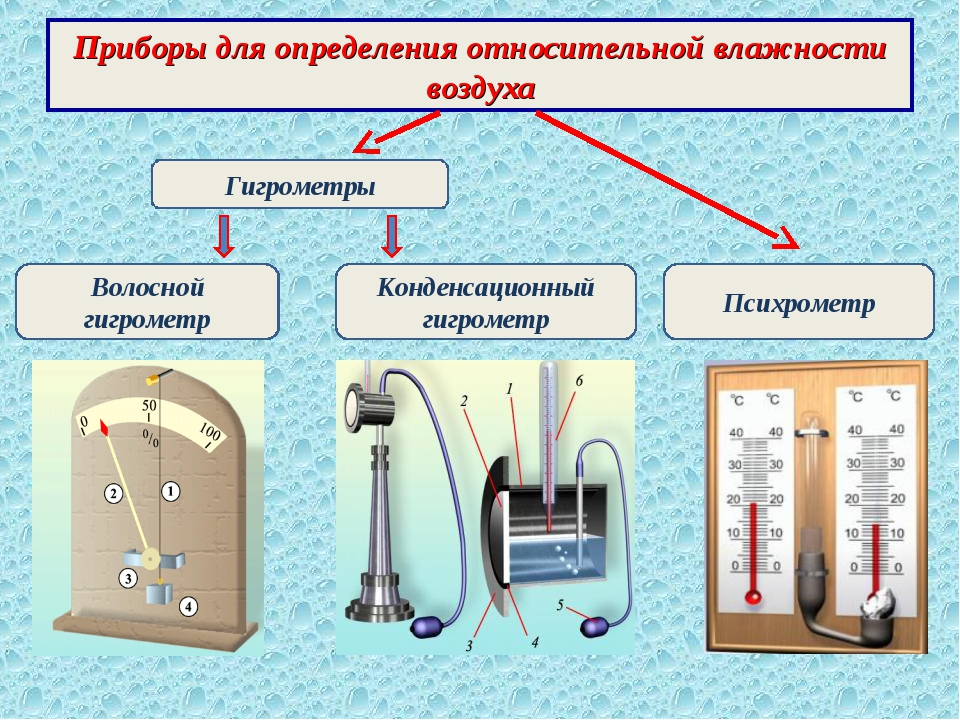 Приборы для определения относительной влажности
воздуха
Гигрометры
Волосной
гигрометр
Конденсационный
гигрометр
Психрометр
0
50
100
0/0
1
2
3
4
1
2
6
5
3
4
°C °C
40 40
30 30
20 20
10 10
0 0
°C °C
40 40
30 30
20 20
10 10
0 0